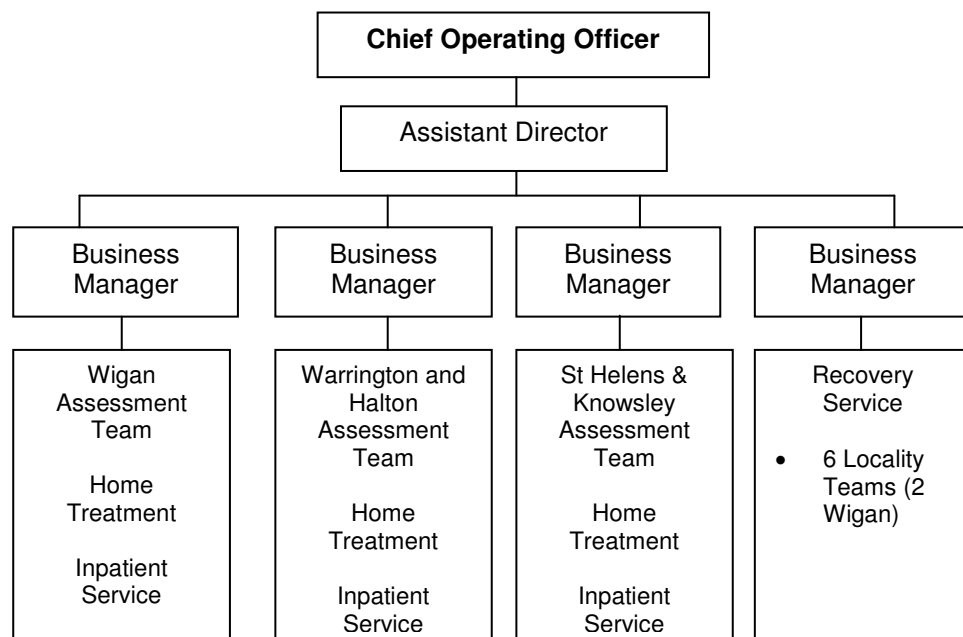 Chief Operating Officer
Assistant Director
Business
Manager
Business
Manager
Business
Manager
Business
Manager
Wigan
Assessment
Team
Home
Treatment
Inpatient
Service
Warrington and
Halton
Assessment
Team
Home
Treatment
Inpatient
Service
St Helens &
Knowsley
Assessment
Team
Home
Treatment
Inpatient
Service
Recovery
Service
• 6 Locality
Teams (2
Wigan)